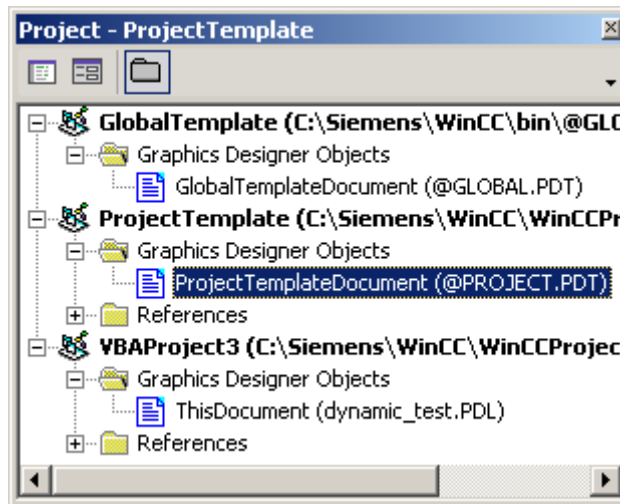 Project - ProjectTemplate
GlobalTemplate (C:\Siemens\WinCC\bin\@GLO
Graphics Designer Objects
GlobalTemplateDocument (@GLOBAL.PDT)
ProjectTemplate (C:\Siemens\WinCC\WinCCPr
Graphics Designer Objects
ProjectTemplateDocument (@PROJECT.PDT)
References
VBAProject3 (C:\Siemens\WinCC\WinCCProjec
Graphics Designer Objects
ThisDocument (dynamic_test.PDL)
References